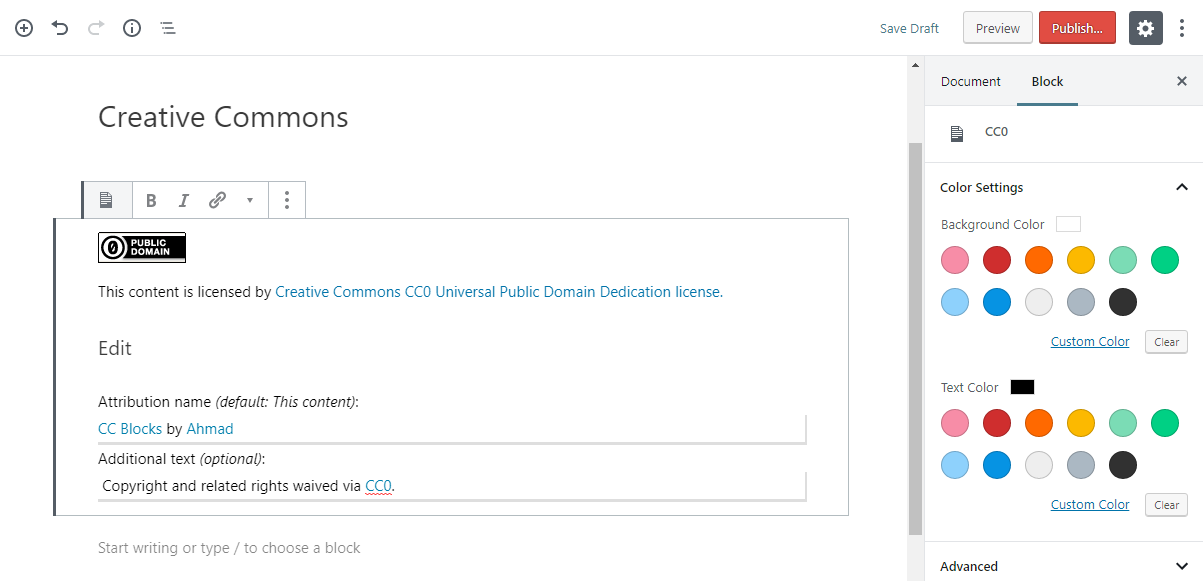 Save Draft Preview Publish...
Document Block
Creative Commons
CC0
B I
Color Settings
0 PUBLIC
DOMAIN
Background Color
This content is licensed by Creative Commons CC0 Universal Public Domain Dedication license.
Custom Color Clear
Edit
Text Color
Attribution name (default: This content):
CC Blocks by Ahmad
Additional text (optional):
Copyright and related rights waived via CC0.
Custom Color Clear
Start writing or type / to choose a block
Advanced